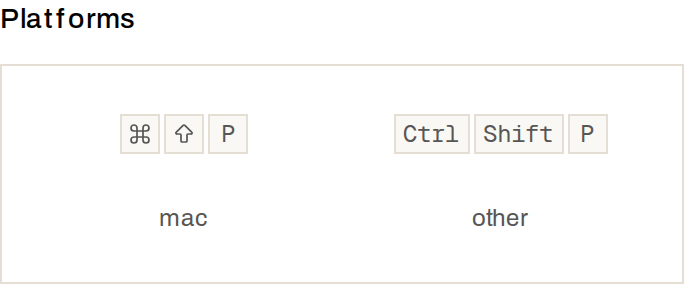 Platforms
⌘ ⇧ P Ctrl Shift P
mac other